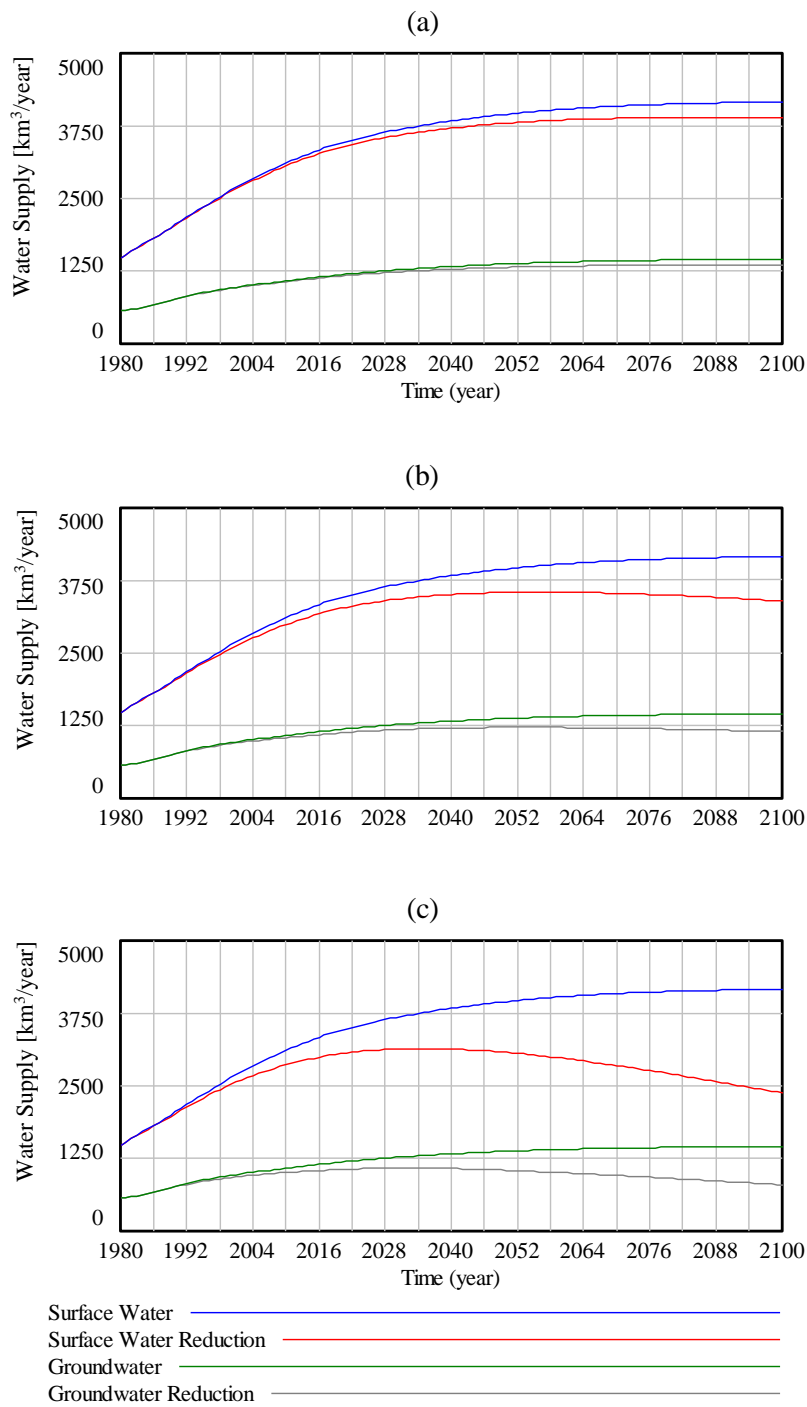 (a)
Water Supply [km³/year]
5000
3750
2500
1250
0
1980 1992 2004 2016 2028 2040 2052 2064 2076 2088 2100
Time (year)
(b)
Water Supply [km³/year]
5000
3750
2500
1250
0
1980 1992 2004 2016 2028 2040 2052 2064 2076 2088 2100
(c)
Water Supply [km³/year]
5000
3750
2500
1250
0
1980 1992 2004 2016 2028 2040 2052 2064 2076 2088 2100
Time (year)
Surface Water
Surface Water Reduction
Groundwater
Groundwater Reduction